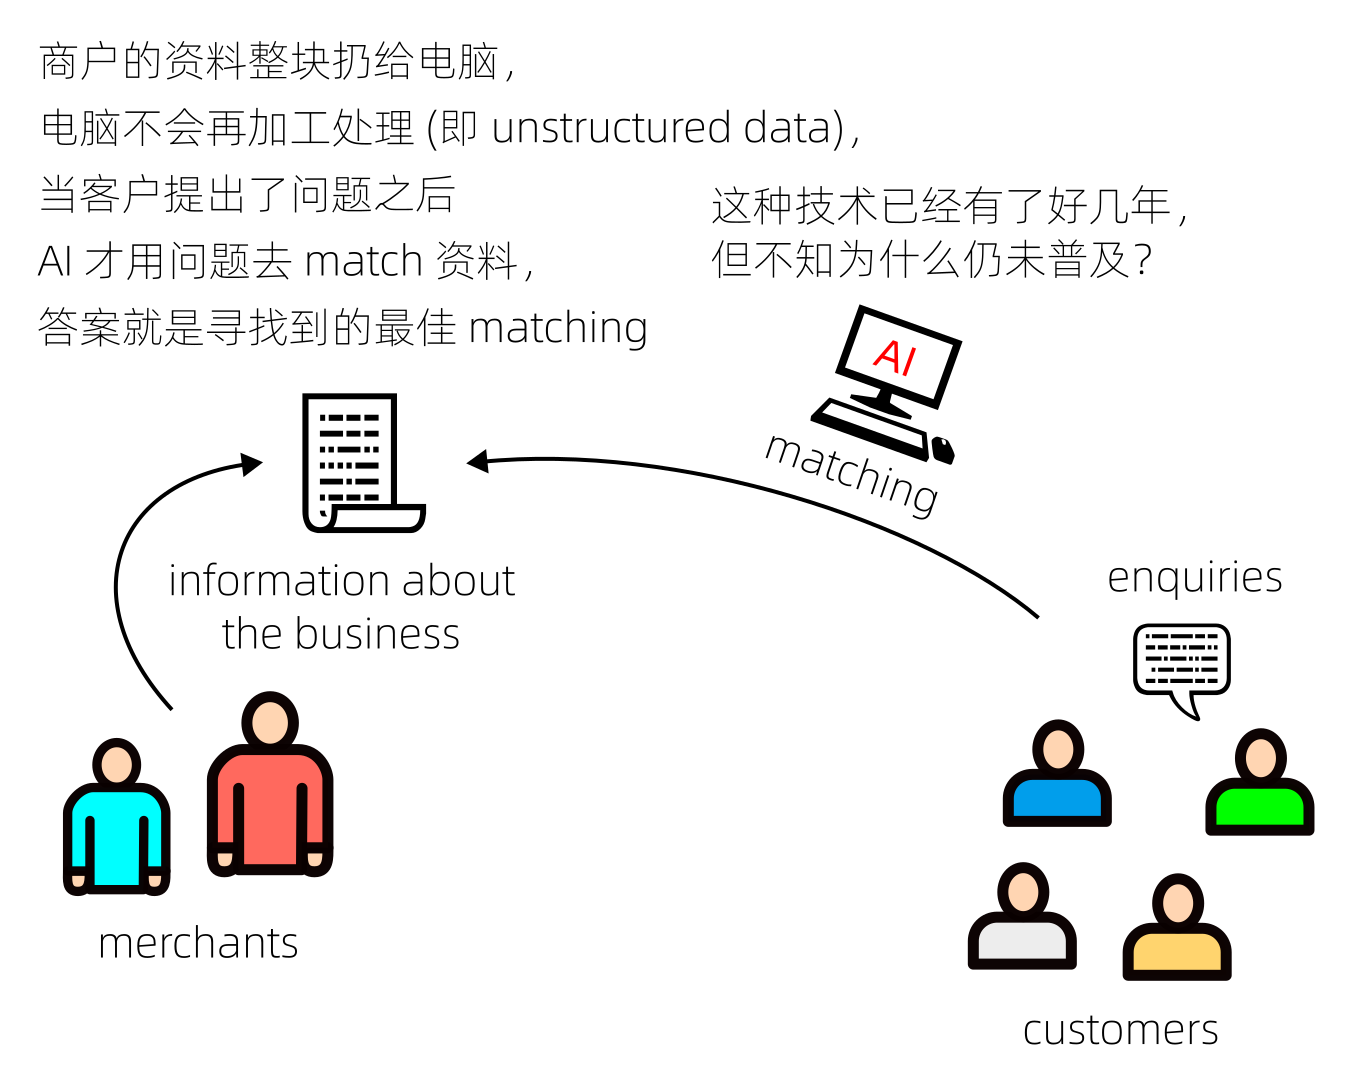 商户的资料整块扔给电脑，
电脑不会再加工处理 (即 unstructured data)，
当客户提出了问题之后
AI 才用问题去 match 资料，
答案就是寻找到的最佳 matching
这种技术已经有了好几年，
但不知为什么仍未普及？
AI
matching
information about
the business
enquiries
merchants
customers